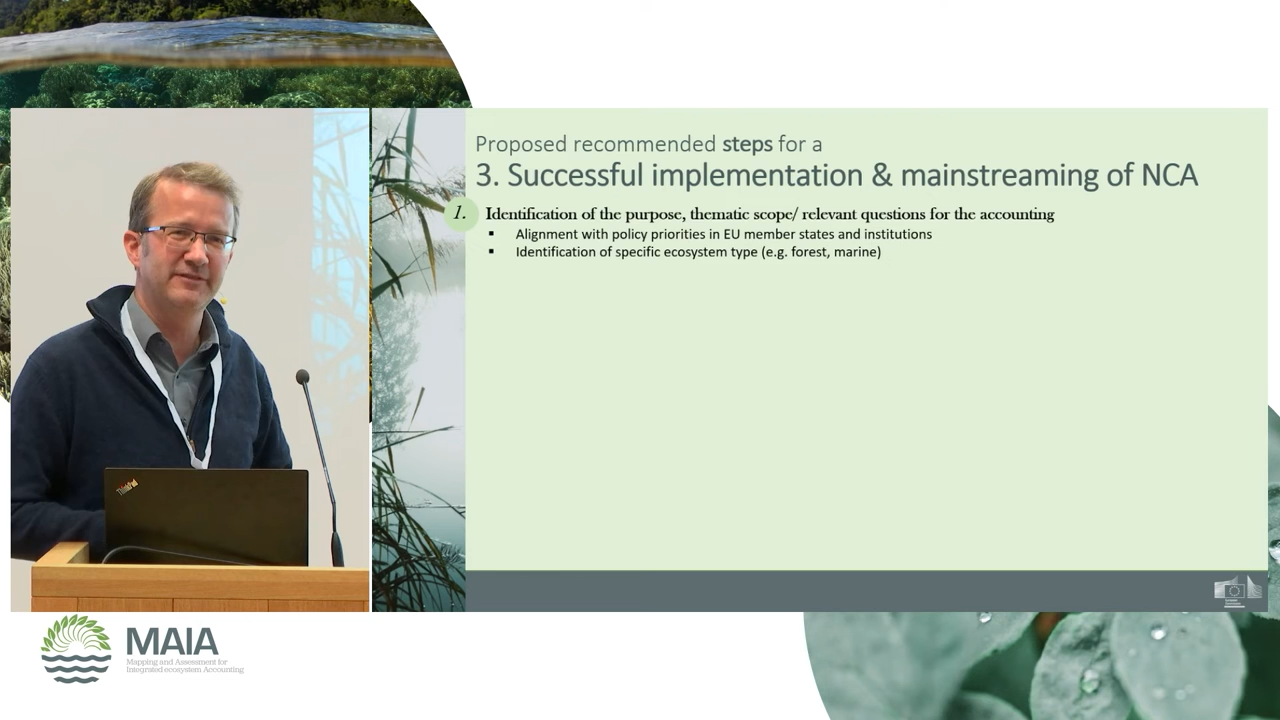 Proposed recommended steps for a
3. Successful implementation & mainstreaming of NCA
1. Identification of the purpose, thematic scope/ relevant questions for the accounting
▪ Alignment with policy priorities in EU member states and institutions
▪ Identification of specific ecosystem type (e.g. forest, marine)
ThinkPad
MAIA
Mapping and Assessment for
Integrated ecosystem Accounting